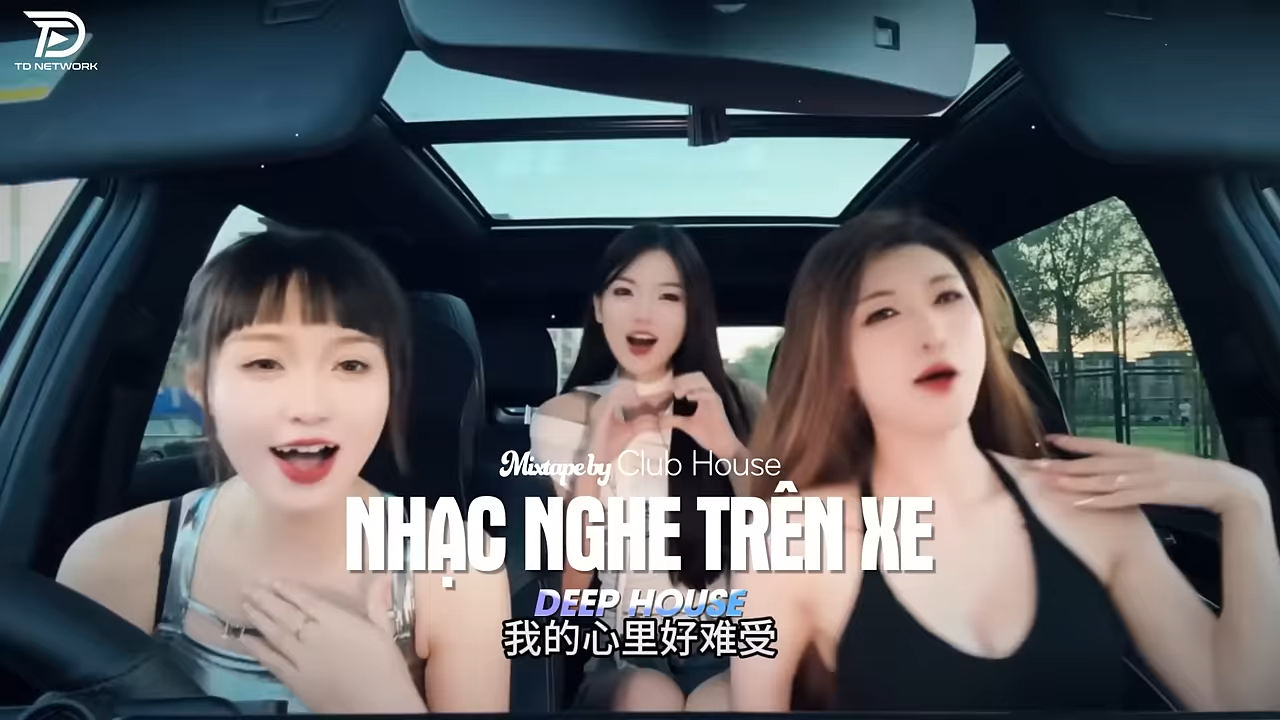 TD NETWORK
Mixtape by Club House
NHẠC NGHE TRÊN XE
DEEP HOUSE
我的心里好难受